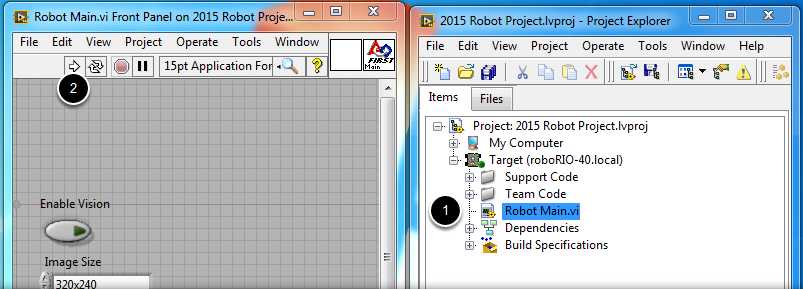 Robot Main.vi Front Panel on 2015 Robot Proje...
File Edit View Project Operate Tools Window
15pt Application For
?
FIRST
Main
2
Enable Vision
Image Size
320x240
2015 Robot Project.lvproj - Project Explorer
File Edit View Project Operate Tools Window Help
Items Files
Project: 2015 Robot Project.lvproj
My Computer
Target (roboRIO-40.local)
Support Code
Team Code
1 Robot Main.vi
Dependencies
Build Specifications